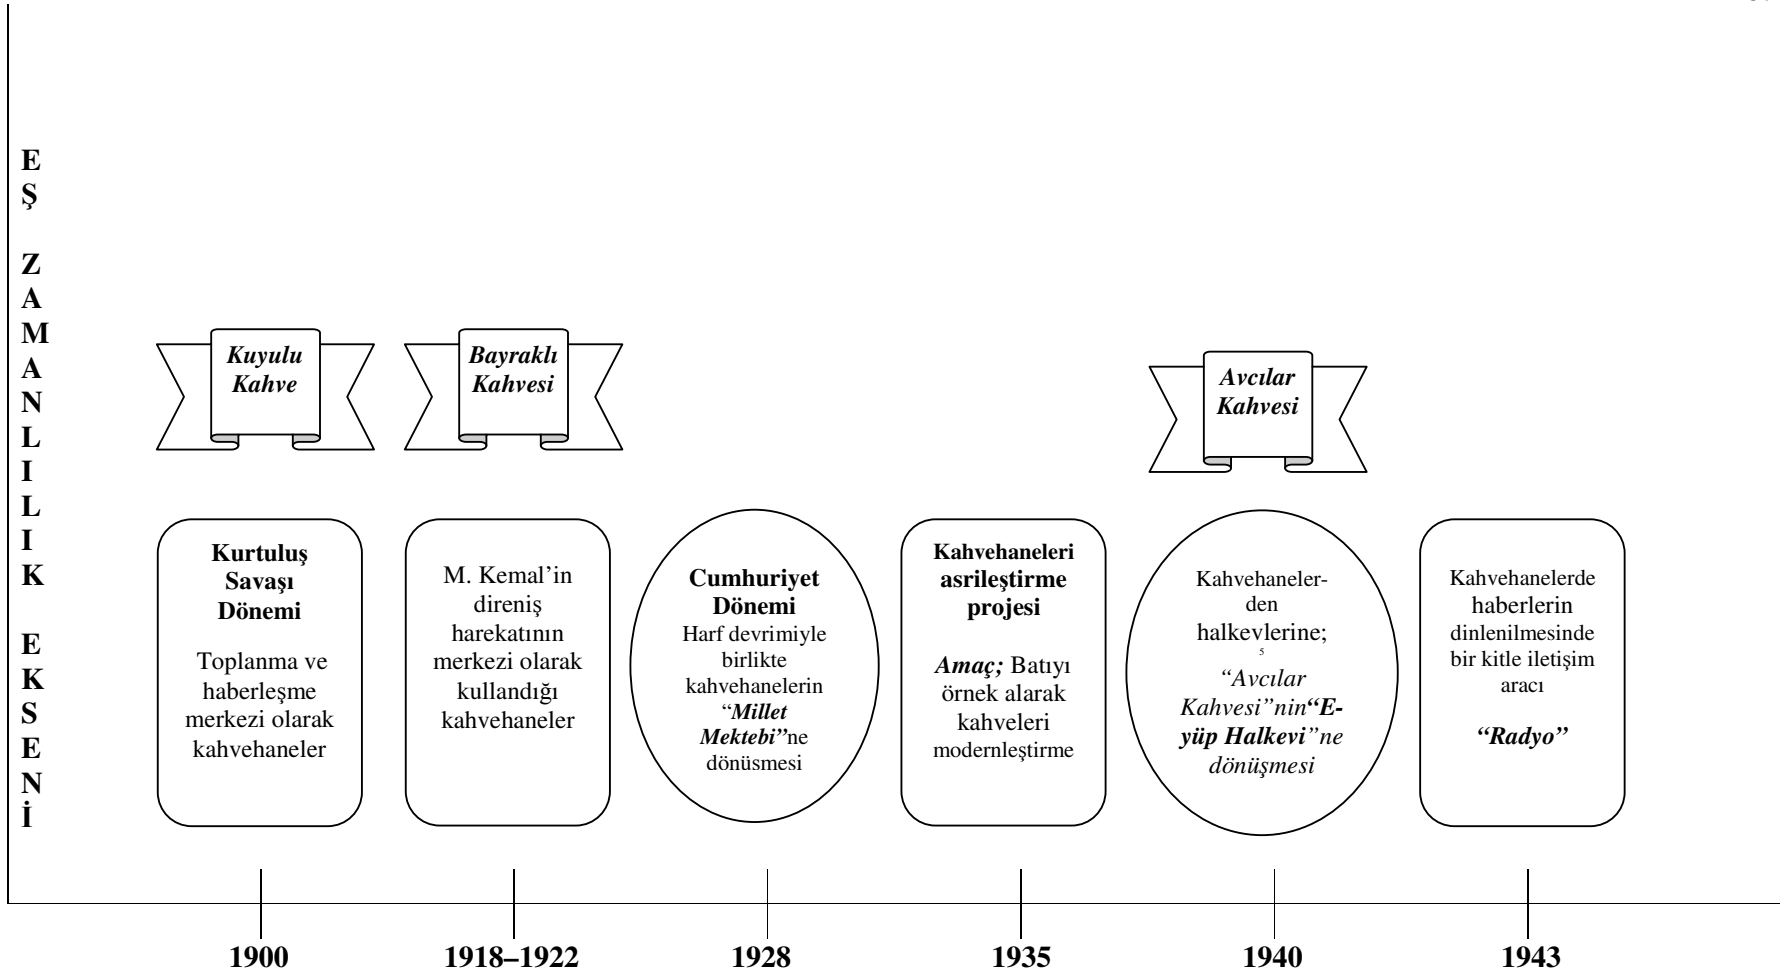 E
Ş
Z
A
M
A
N
L
I
L
I
K
E
K
S
E
N
İ
Kuyulu
Kahve
Bayraklı
Kahvesi
Avcılar
Kahvesi
Kurtuluş
Savaşı
Dönemi
Toplanma ve
haberleşme
merkezi olarak
kahvehaneler
M. Kemal’in
direniş
harekatının
merkezi olarak
kullandığı
kahvehaneler
Cumhuriyet
Dönemi
Harf devrimiyle
birlikte
kahvehanelerin
“Millet
Mektebi”ne
dönüsmesi
Kahvehaneleri
asrileştirme
projesi
Amaç; Batıyı
örnek alarak
kahveleri
modernleştirme
Kahvehaneler-
den
halkevlerine;
5
“Avcılar
Kahvesi”nin“E-
yüp Halkevi”ne
dönüşmesi
Kahvehanelerde
haberlerin
dinlenilmesinde
bir kitle iletişim
aracı
“Radyo”
1900
1918–1922
1928
1935
1940
1943